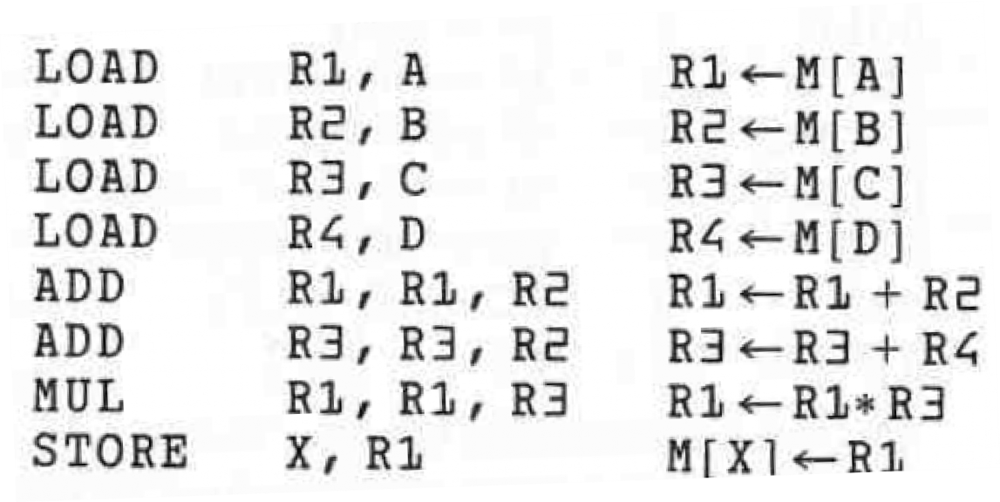 LOAD R1, A R1 ← M[A]
LOAD R2, B R2 ← M[B]
LOAD R3, C R3 ← M[C]
LOAD R4, D R4 ← M[D]
ADD R1, R1, R2 R1 ← R1 + R2
ADD R3, R3, R2 R3 ← R3 + R4
MUL R1, R1, R3 R1 ← R1*R3
STORE X, R1 M[X] ← R1